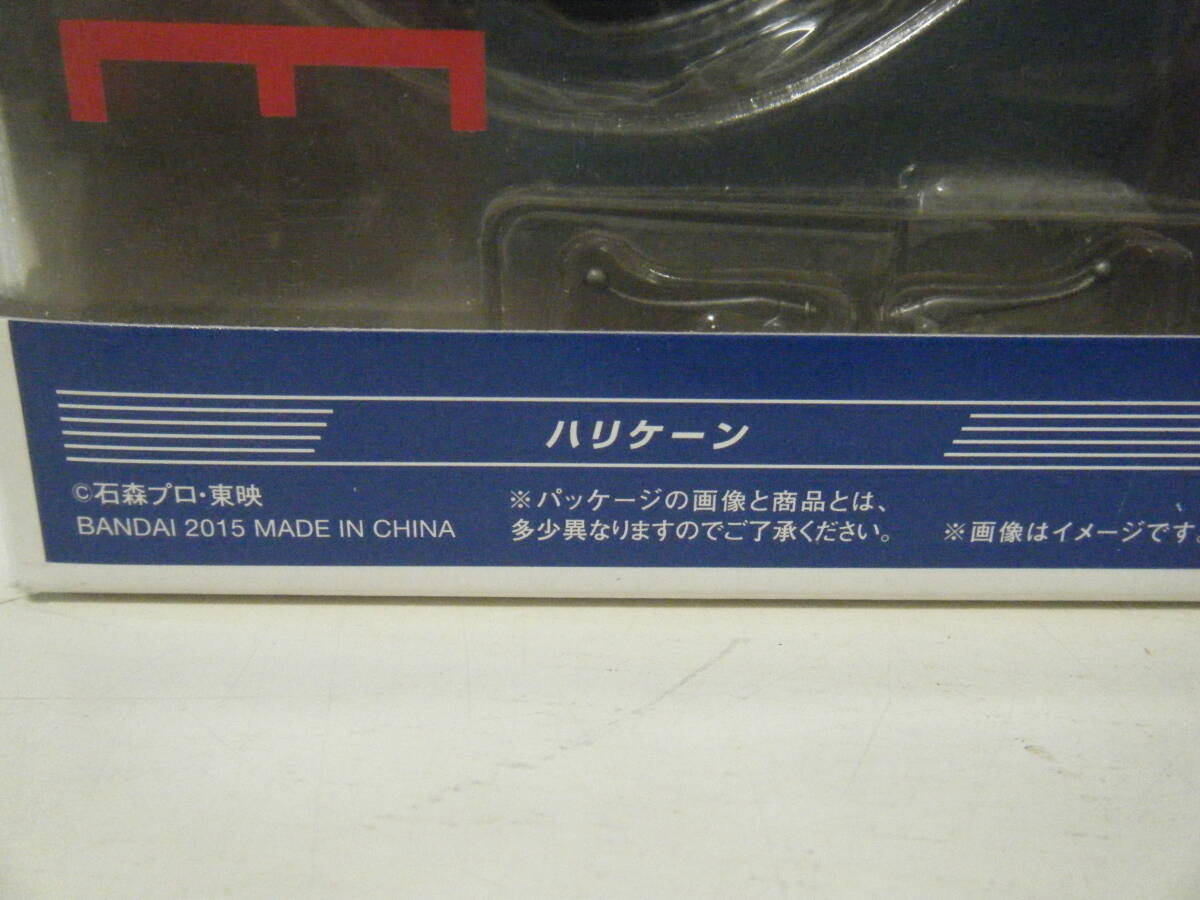 E
ハリケーン
©石森プロ・東映
BANDAI 2015 MADE IN CHINA
※パッケージの画像と商品とは、
多少異なりますのでご了承ください。
※画像はイメージです。